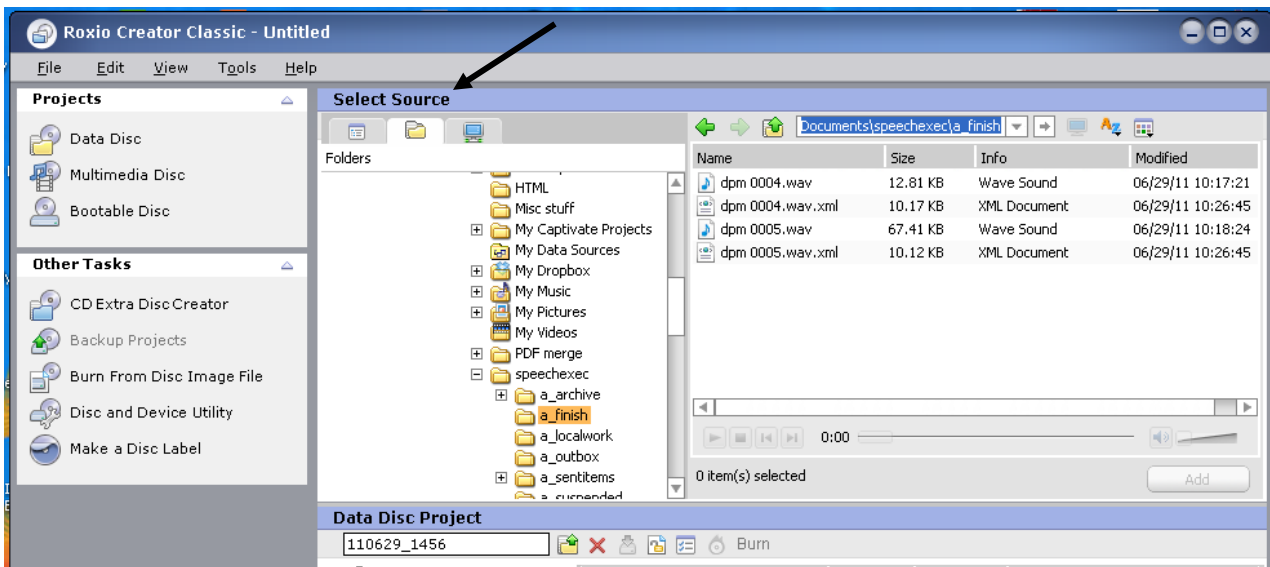 Roxio Creator Classic - Untitled
File Edit View Tools Help
Projects
Data Disc
Multimedia Disc
Bootable Disc
Other Tasks
CD Extra Disc Creator
Backup Projects
Burn From Disc Image File
Disc and Device Utility
Make a Disc Label
Select Source
Folders
HTML
Misc stuff
My Captivate Projects
My Data Sources
My Dropbox
My Music
My Pictures
My Videos
PDF merge
speechexec
a_archive
a_finish
a_localwork
a_outbox
a_sentitems
a_suspended
Documents\speechexec\a_finish
Name Size Info Modified
dpm 0004.wav 12.81 KB Wave Sound 06/29/11 10:17:21
dpm 0004.wav.xml 10.17 KB XML Document 06/29/11 10:26:45
dpm 0005.wav 67.41 KB Wave Sound 06/29/11 10:18:24
dpm 0005.wav.xml 10.12 KB XML Document 06/29/11 10:26:45
0:00
0 item(s) selected
Add
Data Disc Project
110629_1456
Burn